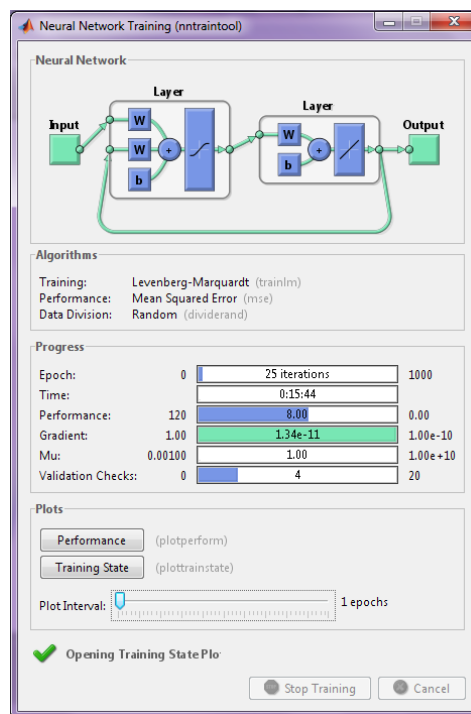 Neural Network Training (nntraintool)
Neural Network
Layer
Layer
Input
W
W
b
+
W
b
+
Output
Algorithms
Training: Levenberg-Marquardt (trainlm)
Performance: Mean Squared Error (mse)
Data Division: Random (dividerand)
Progress
Epoch: 0 25 iterations 1000
Time: 0:15:44
Performance: 120 8.00 0.00
Gradient: 1.00 1.34e-11 1.00e-10
Mu: 0.00100 1.00 1.00e+10
Validation Checks: 0 4 20
Plots
Performance (plotperform)
Training State (plottrainstate)
Plot Interval: 1 epochs
Opening Training State Plo
Stop Training Cancel